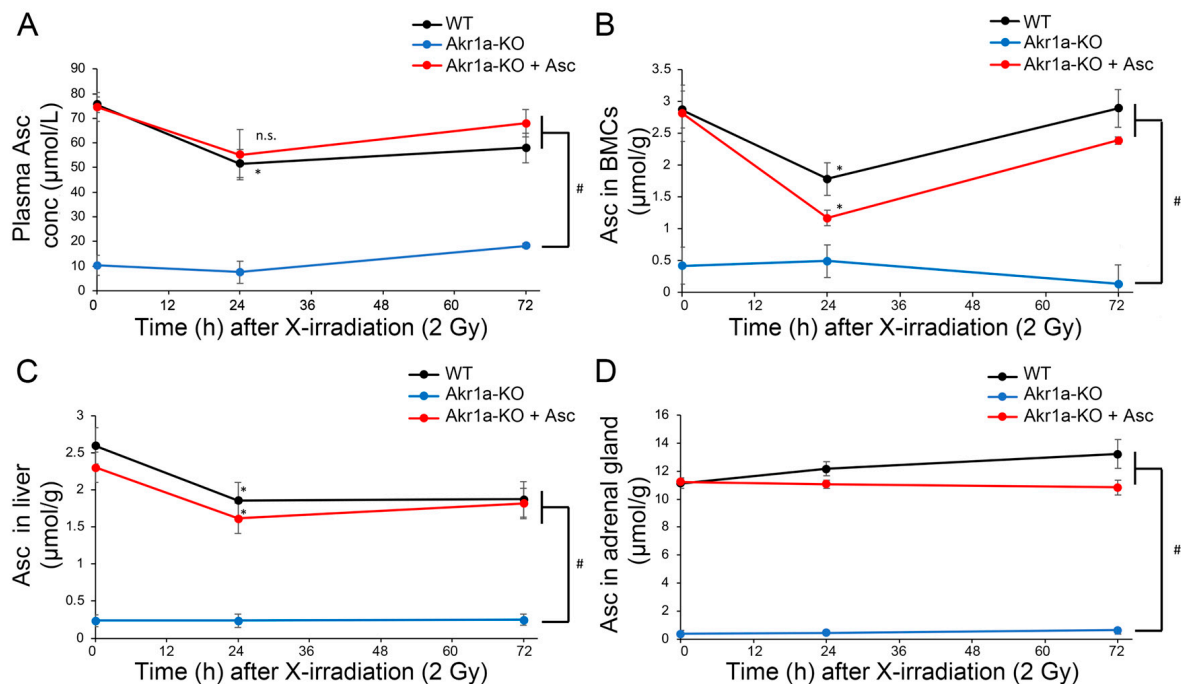 A
WT
Akr1a-KO
Akr1a-KO + Asc
Plasma Asc
conc (μmol/L)
90
80
70
60
50
40
30
20
10
0
n.s.
*
#
0 12 24 36 48 60 72
Time (h) after X-irradiation (2 Gy)
B
WT
Akr1a-KO
Akr1a-KO + Asc
Asc in BMCs
(μmol/g)
3.5
3
2.5
2
1.5
1
0.5
0
*
*
#
0 12 24 36 48 60 72
Time (h) after X-irradiation (2 Gy)
C
WT
Akr1a-KO
Akr1a-KO + Asc
Asc in liver
(μmol/g)
3
2.5
2
1.5
1
0.5
0
*
*
#
0 12 24 36 48 60 72
Time (h) after X-irradiation (2 Gy)
D
WT
Akr1a-KO
Akr1a-KO + Asc
Asc in adrenal gland
(μmol/g)
16
14
12
10
8
6
4
2
0
#
0 12 24 36 48 60 72
Time (h) after X-irradiation (2 Gy)